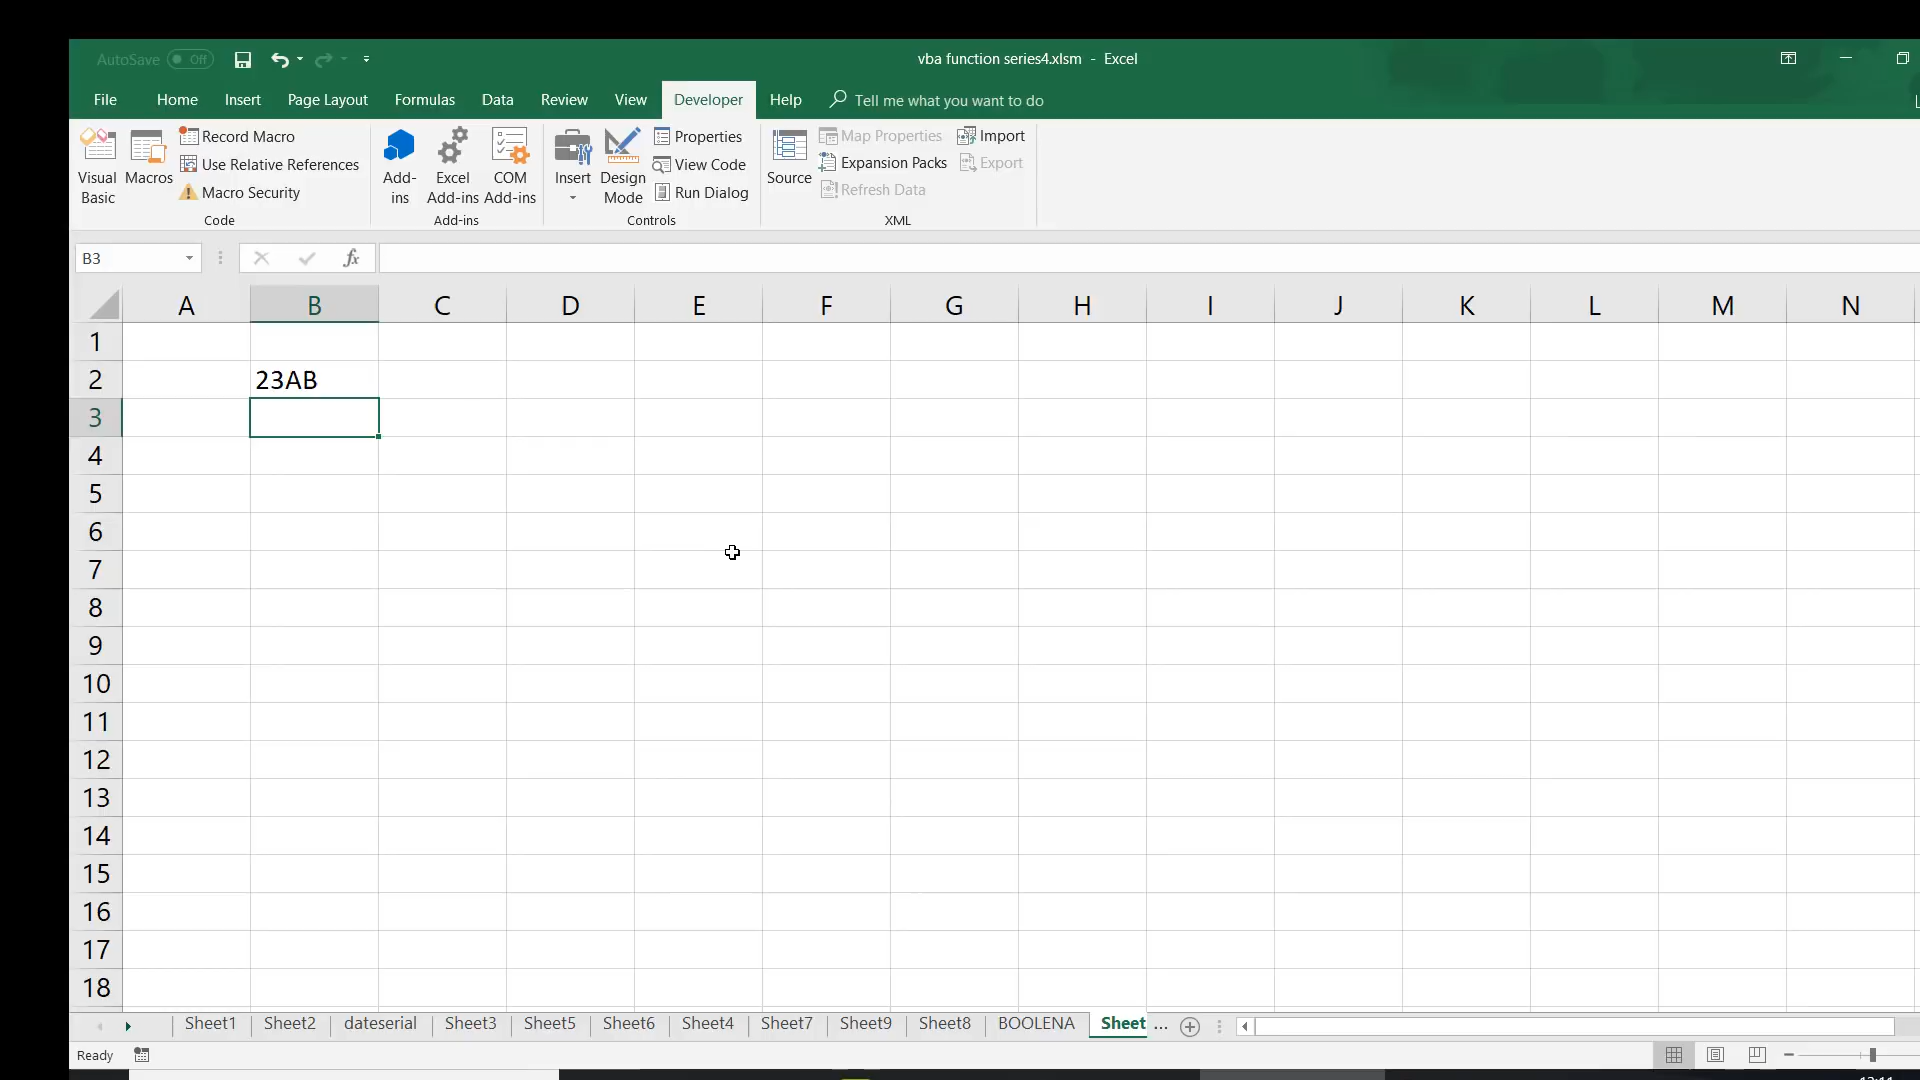 AutoSave Off
vba function series4.xlsm - Excel
File Home Insert Page Layout Formulas Data Review View Developer Help Tell me what you want to do
Visual Basic
Macros
Record Macro
Use Relative References
Macro Security
Code
Add-ins
Excel Add-ins
COM Add-ins
Add-ins
Insert
Design Mode
Properties
View Code
Run Dialog
Controls
Source
Map Properties
Expansion Packs
Refresh Data
Import
Export
XML
B3
fx
A B C D E F G H I J K L M N
1
2 23AB
3
4
5
6
7
8
9
10
11
12
13
14
15
16
17
18
Sheet1 Sheet2 dateserial Sheet3 Sheet5 Sheet6 Sheet4 Sheet7 Sheet9 Sheet8 BOOLENA Sheet ...
Ready